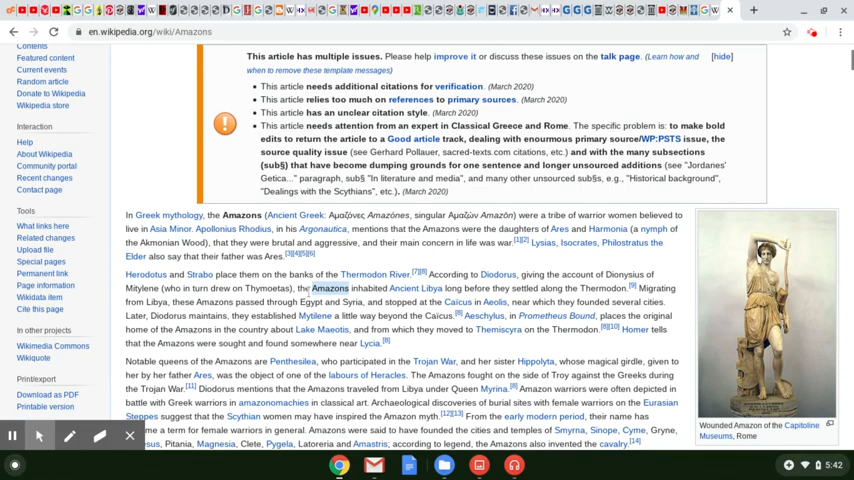 en.wikipedia.org/wiki/Amazons
Contents
Featured content
Current events
Random article
Donate to Wikipedia
Wikipedia store
Interaction
Help
About Wikipedia
Community portal
Recent changes
Contact page
Tools
What links here
Related changes
Upload file
Special pages
Permanent link
Page information
Wikidata item
Cite this page
In other projects
Wikimedia Commons
Wikiquote
Print/export
Download as PDF
Printable version
This article has multiple issues. Please help improve it or discuss these issues on the talk page. (Learn how and [hide]
when to remove these template messages)
• This article needs additional citations for verification. (March 2020)
• This article relies too much on references to primary sources. (March 2020)
• This article has an unclear citation style. (March 2020)
• This article needs attention from an expert in Classical Greece and Rome. The specific problem is: to make bold
edits to return the article to a Good article track, dealing with enourmous primary source/WP:PSTS issue, the
source quality issue (see Gerhard Pollauer, sacred-texts.com citations, etc.) and with the many subsections
(sub§) that have become dumping grounds for one sentence and longer unsourced additions (see "Jordanes'
Getica..." paragraph, sub§ "In literature and media", and many other unsourced sub§s, e.g., "Historical background",
"Dealings with the Scythians", etc.). (March 2020)
In Greek mythology, the Amazons (Ancient Greek: Ἀμαζόνες Amazónes, singular Ἀμαζών Amazōn) were a tribe of warrior women believed to
live in Asia Minor. Apollonius Rhodius, in his Argonautica, mentions that the Amazons were the daughters of Ares and Harmonia (a nymph of
the Akmonian Wood), that they were brutal and aggressive, and their main concern in life was war.[1][2] Lysias, Isocrates, Philostratus the
Elder also say that their father was Ares.[3][4][5][6]
Herodotus and Strabo place them on the banks of the Thermodon River.[7][8] According to Diodorus, giving the account of Dionysius of
Mitylene (who in turn drew on Thymoetas), the Amazons inhabited Ancient Libya long before they settled along the Thermodon.[9] Migrating
from Libya, these Amazons passed through Egypt and Syria, and stopped at the Caïcus in Aeolis, near which they founded several cities.
Later, Diodorus maintains, they established Mytilene a little way beyond the Caïcus.[8] Aeschylus, in Prometheus Bound, places the original
home of the Amazons in the country about Lake Maeotis, and from which they moved to Themiscyra on the Thermodon.[8][10] Homer tells
that the Amazons were sought and found somewhere near Lycia.[8]
Notable queens of the Amazons are Penthesilea, who participated in the Trojan War, and her sister Hippolyta, whose magical girdle, given to
her by her father Ares, was the object of one of the labours of Heracles. The Amazons fought on the side of Troy against the Greeks during
the Trojan War.[11] Diodorus mentions that the Amazons traveled from Libya under Queen Myrina.[8] Amazon warriors were often depicted in
battle with Greek warriors in amazonomachies in classical art. Archaeological discoveries of burial sites with female warriors on the Eurasian
Steppes suggest that the Scythian women may have inspired the Amazon myth.[12][13] From the early modern period, their name has
a term for female warriors in general. Amazons were said to have founded the cities and temples of Smyrna, Sinope, Cyme, Gryne,
Pitania, Magnesia, Clete, Pygela, Latoreria and Amastris; according to legend, the Amazons also invented the cavalry.[14]
Wounded Amazon of the Capitoline
Museums, Rome
5:42